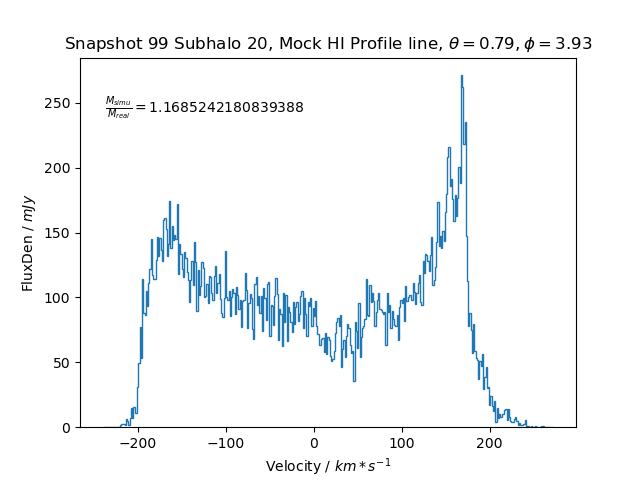 Snapshot 99 Subhalo 20, Mock HI Profile line, θ = 0.79, ϕ = 3.93
M_simu/M_real = 1.1685242180839388
FluxDen / mJy
250
200
150
100
50
0
−200 −100 0 100 200
Velocity / km * s⁻¹